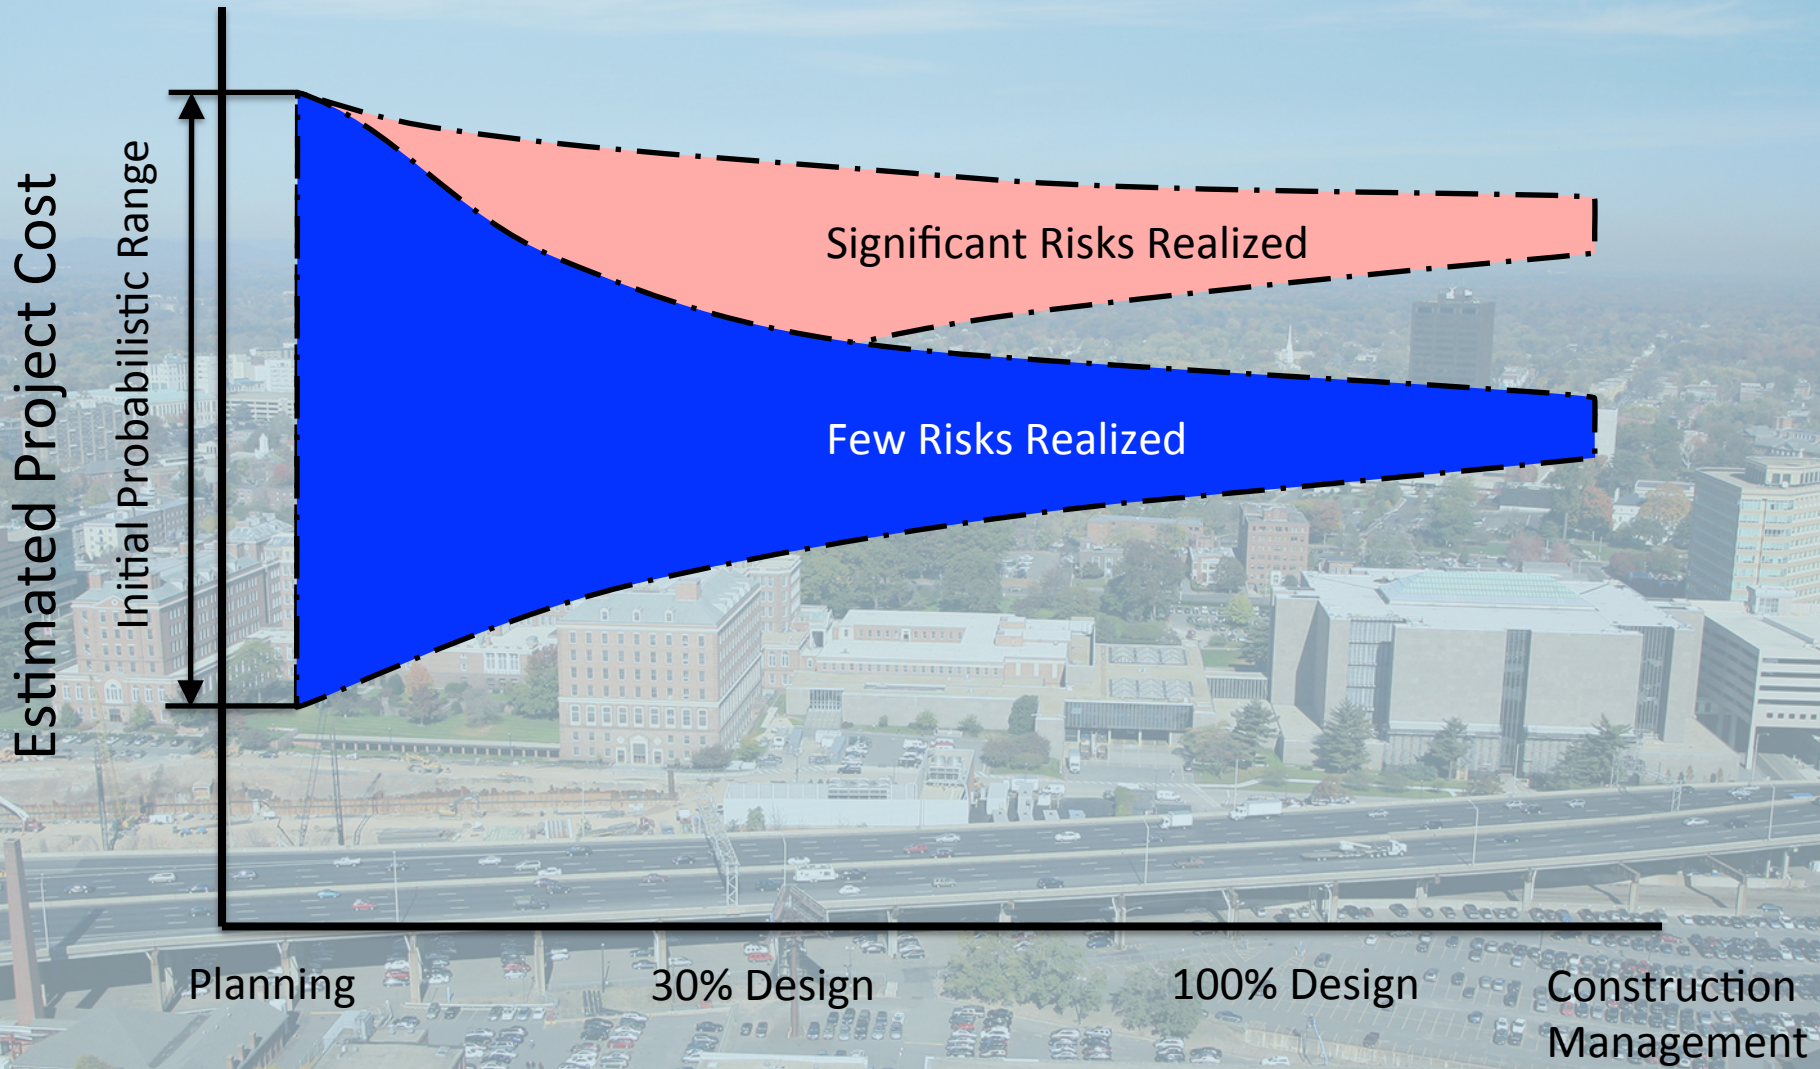 Estimated Project Cost
Initial Probabilistic Range
Significant Risks Realized
Few Risks Realized
Planning
30% Design
100% Design
Construction
Management